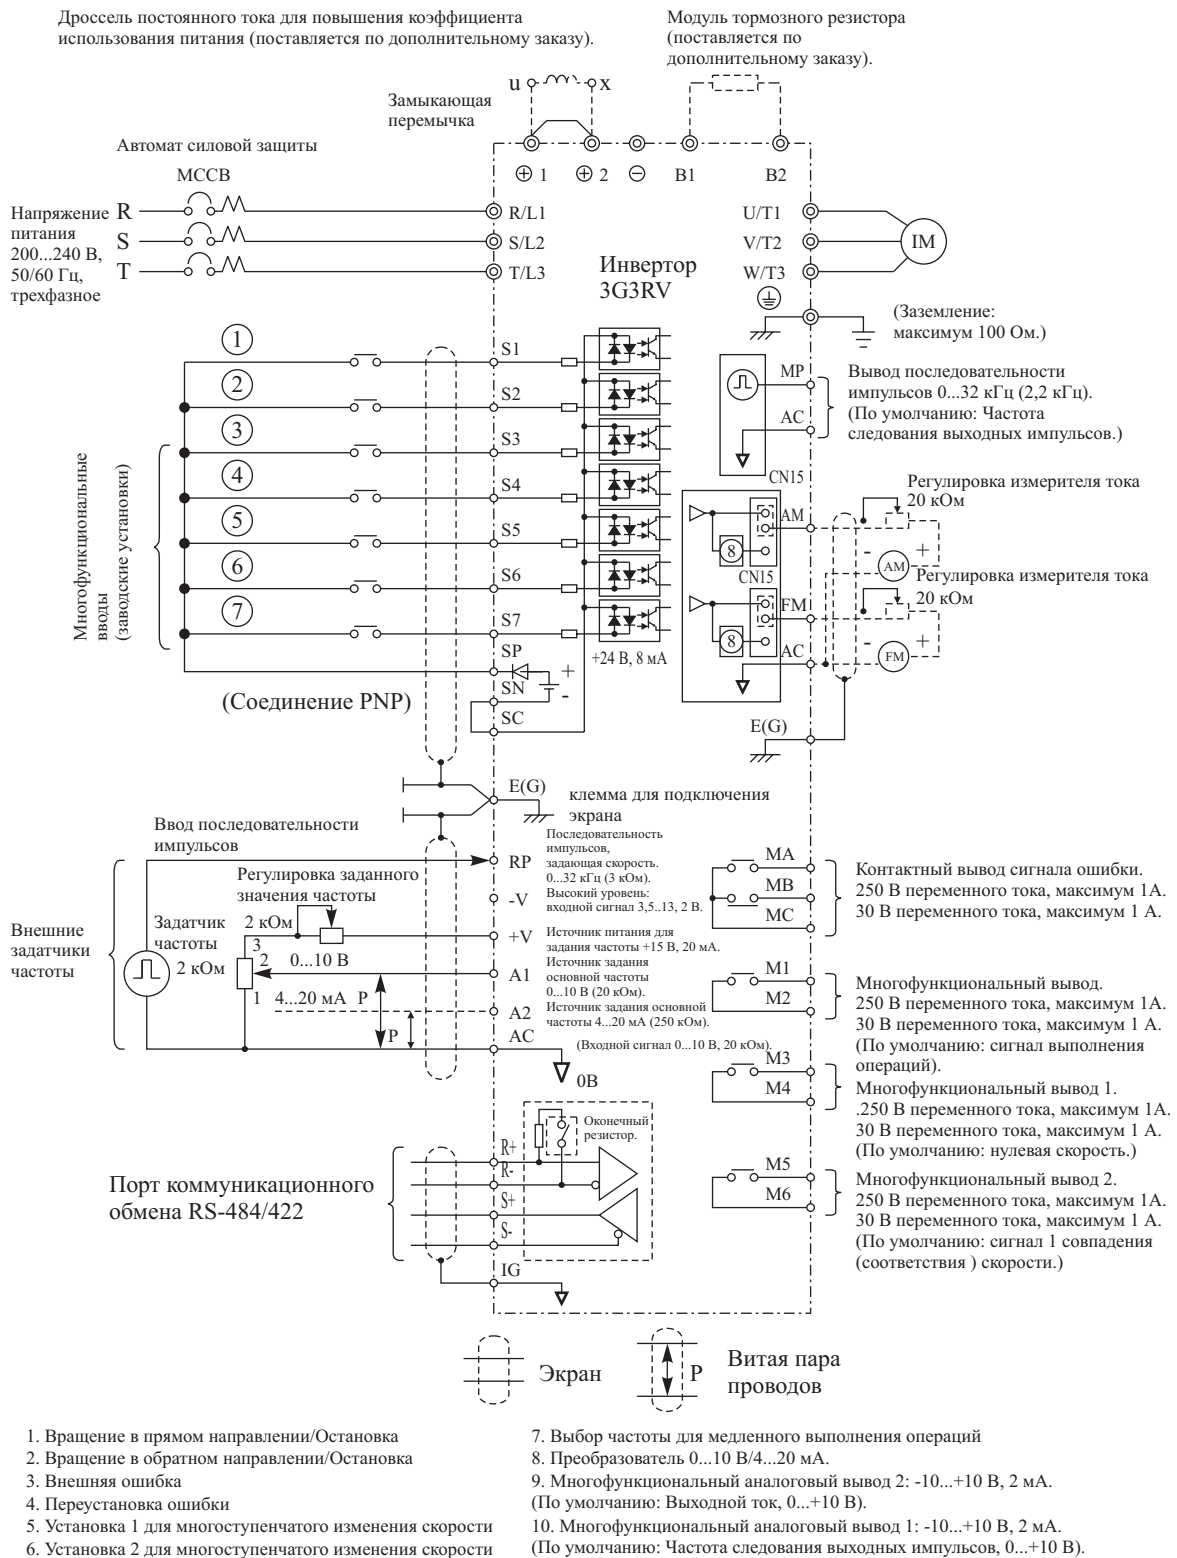 Дроссель постоянного тока для повышения коэффициента
использования питания (поставляется по дополнительному заказу).
Модуль тормозного резистора
(поставляется по
дополнительному заказу).
u
x
Замыкающая
перемычка
Автомат силовой защиты
MCCB
⊕ 1
⊕ 2
⊖
B1
B2
Напряжение
питания
200...240 В,
50/60 Гц,
трехфазное
R
S
T
R/L1
S/L2
T/L3
Инвертор
3G3RV
U/T1
V/T2
W/T3
IM
(Заземление:
максимум 100 Ом.)
1
2
3
4
5
6
7
S1
S2
S3
S4
S5
S6
S7
SP
SN
SC
+
-
+24 В, 8 мА
Многофункциональные
вводы
(заводские установки)
(Соединение PNP)
MP
AC
Вывод последовательности
импульсов 0...32 кГц (2,2 кГц).
(По умолчанию: Частота
следования выходных импульсов.)
CN15
AM
8
Регулировка измерителя тока
20 кОм
-
+
AM
CN15
FM
8
AC
Регулировка измерителя тока
20 кОм
-
+
FM
E(G)
E(G)
клемма для подключения
экрана
Ввод последовательности
импульсов
Регулировка заданного
значения частоты
Внешние
задатчики
частоты
Задатчик
частоты
2 кОм
2 кОм
3
2
1
0...10 В
4...20 мА
P
P
RP
-V
+V
A1
A2
AC
Последовательность
импульсов,
задающая скорость.
0...32 кГц (3 кОм).
Высокий уровень:
входной сигнал 3,5..13, 2 В.
Источник питания для
задания частоты +15 В, 20 мА.
Источник задания
основной частоты
0...10 В (20 кОм).
Источник задания основной
частоты 4...20 мА (250 кОм).
(Входной сигнал 0...10 В, 20 кОм).
0В
MA
MB
MC
Контактный вывод сигнала ошибки.
250 В переменного тока, максимум 1А.
30 В переменного тока, максимум 1 А.
M1
M2
Многофункциональный вывод.
250 В переменного тока, максимум 1А.
30 В переменного тока, максимум 1 А.
(По умолчанию: сигнал выполнения
операций).
M3
M4
Многофункциональный вывод 1.
.250 В переменного тока, максимум 1А.
30 В переменного тока, максимум 1 А.
(По умолчанию: нулевая скорость.)
M5
M6
Многофункциональный вывод 2.
250 В переменного тока, максимум 1А.
30 В переменного тока, максимум 1 А.
(По умолчанию: сигнал 1 совпадения
(соответствия ) скорости.)
Порт коммуникационного
обмена RS-484/422
R+
R-
S+
S-
IG
Оконечный
резистор.
Экран
P
Витая пара
проводов
1. Вращение в прямом направлении/Остановка
2. Вращение в обратном направлении/Остановка
3. Внешняя ошибка
4. Переустановка ошибки
5. Установка 1 для многоступенчатого изменения скорости
6. Установка 2 для многоступенчатого изменения скорости
7. Выбор частоты для медленного выполнения операций
8. Преобразователь 0...10 В/4...20 мА.
9. Многофункциональный аналоговый вывод 2: -10...+10 В, 2 мА.
(По умолчанию: Выходной ток, 0...+10 В).
10. Многофункциональный аналоговый вывод 1: -10...+10 В, 2 мА.
(По умолчанию: Частота следования выходных импульсов, 0...+10 В).